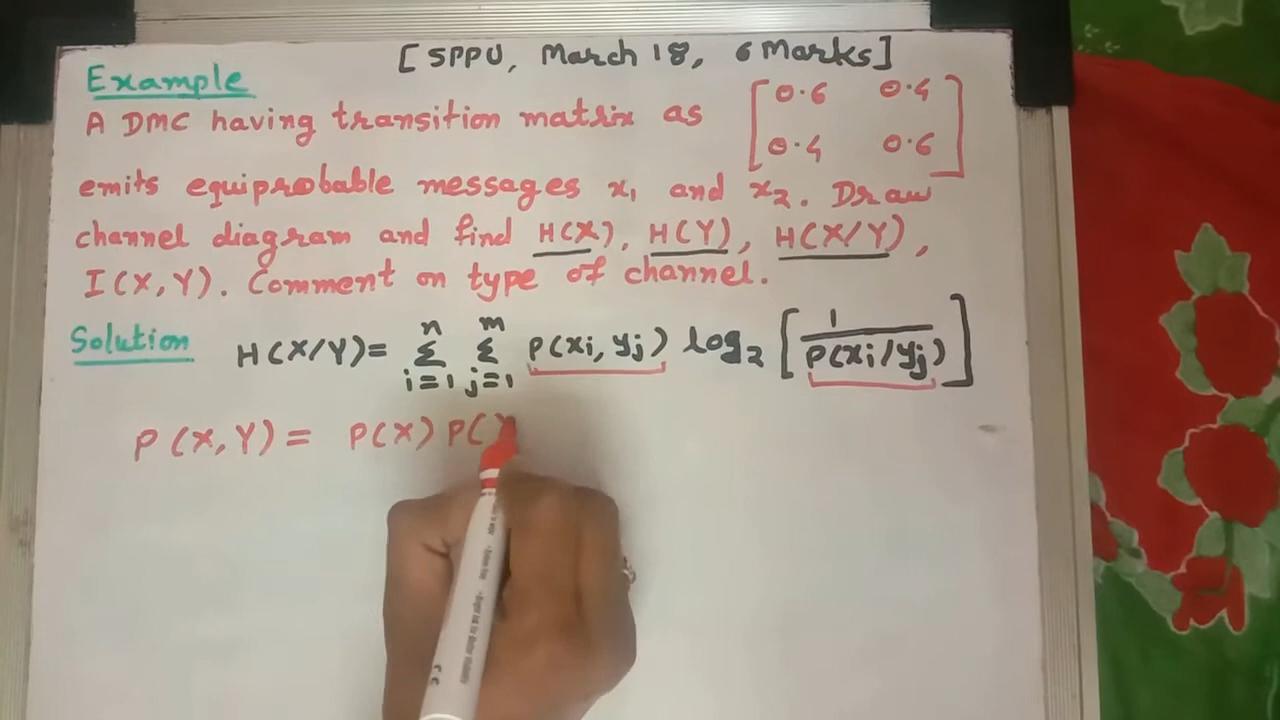 [SPPU, March 18, 6 Marks]
Example
A DMC having transition matrix as [0.6 0.4
0.4 0.6]
emits equiprobable messages x₁ and x₂. Draw
channel diagram and find H(X), H(Y), H(X/Y),
I(X,Y). Comment on type of channel.
Solution H(X/Y)= n Σ i=1 m Σ j=1 P(xi, yj) log₂ [1/P(xi/yj)]
P(X,Y)= P(X) P(